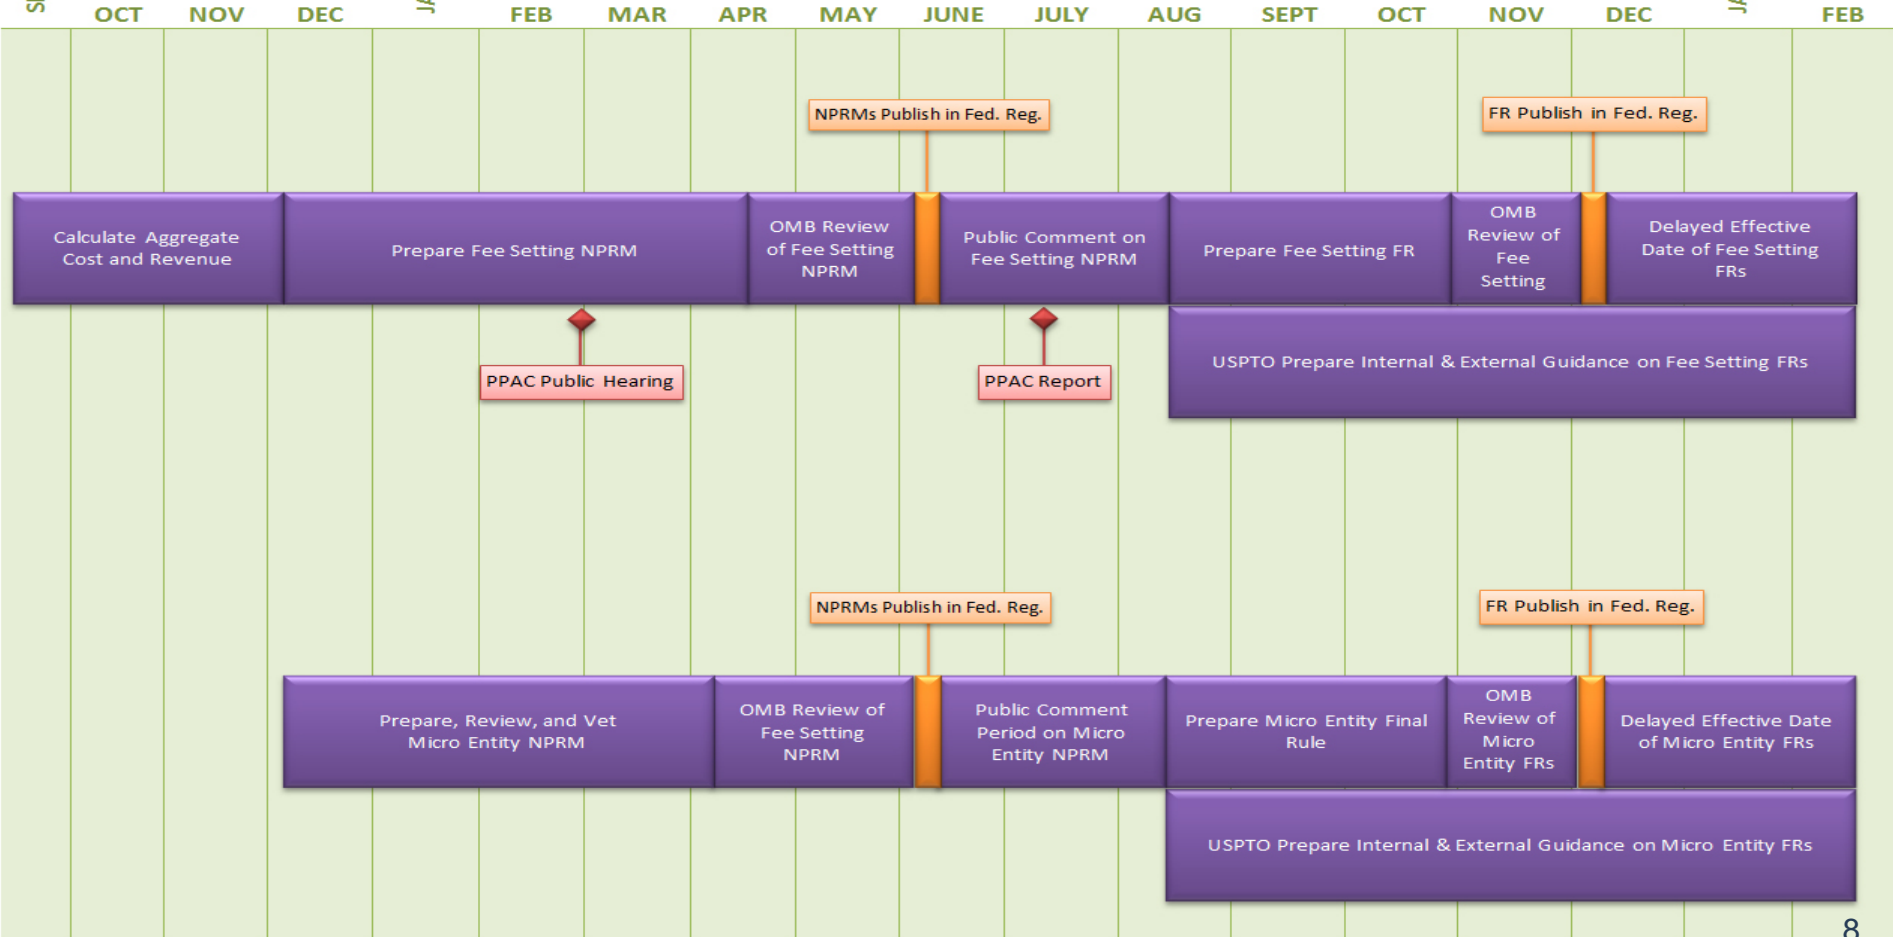 OCT NOV DEC FEB MAR APR MAY JUNE JULY AUG SEPT OCT NOV DEC FEB
NPRMs Publish in Fed. Reg.
FR Publish in Fed. Reg.
Calculate Aggregate
Cost and Revenue
Prepare Fee Setting NPRM
OMB Review
of Fee Setting
NPRM
Public Comment on
Fee Setting NPRM
Prepare Fee Setting FR
OMB
Review of
Fee
Setting
Delayed Effective
Date of Fee Setting
FRs
PPAC Public Hearing
PPAC Report
USPTO Prepare Internal & External Guidance on Fee Setting FRs
NPRMs Publish in Fed. Reg.
FR Publish in Fed. Reg.
Prepare, Review, and Vet
Micro Entity NPRM
OMB Review of
Fee Setting
NPRM
Public Comment
Period on Micro
Entity NPRM
Prepare Micro Entity Final
Rule
OMB
Review of
Micro
Entity FRs
Delayed Effective Date
of Micro Entity FRs
USPTO Prepare Internal & External Guidance on Micro Entity FRs
8